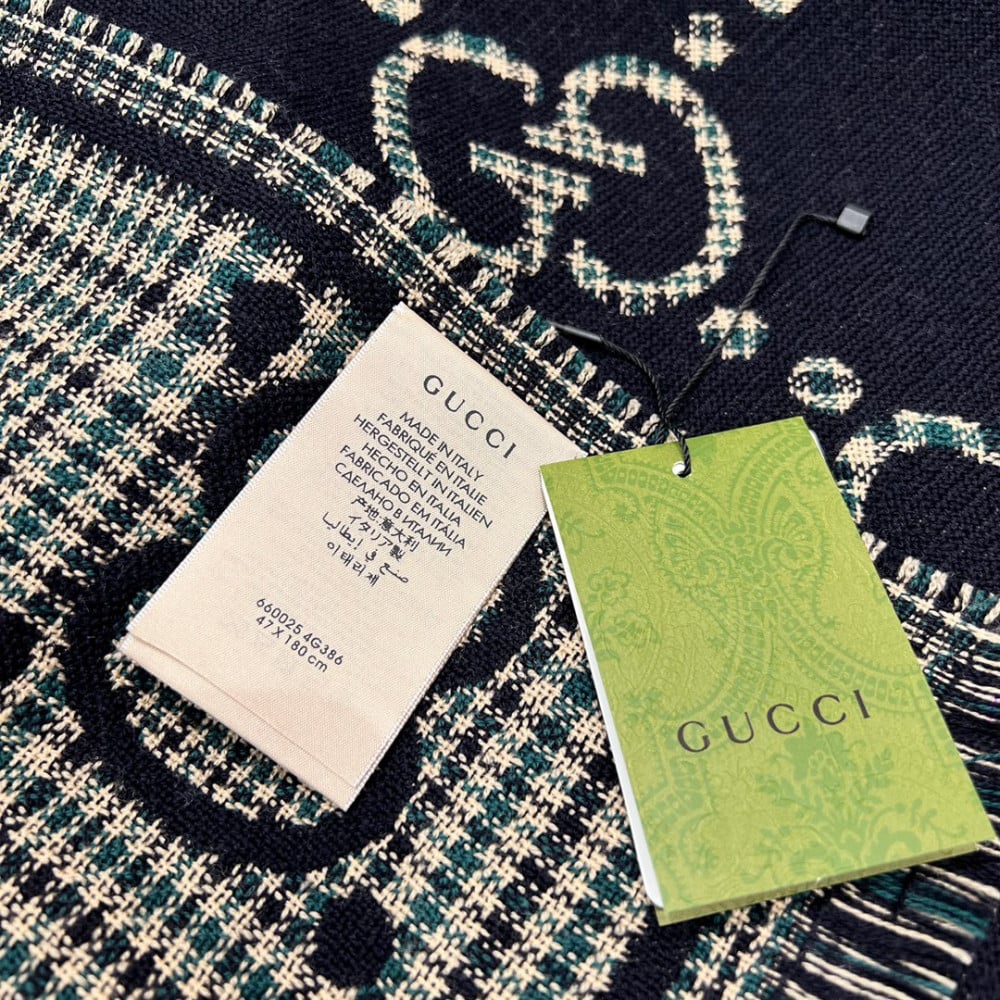 GUCCI
MADE IN ITALY
FABRIQUÉ EN ITALIE
HERGESTELLT IN ITALIEN
HECHO EN ITALIA
FABRICADO EM ITÁLIA
СДЕЛАНО В ИТАЛИИ
产地:意大利
イタリア製
صنع في إيطاليا
이태리제
660025 4G386
47 X 180 cm
GUCCI